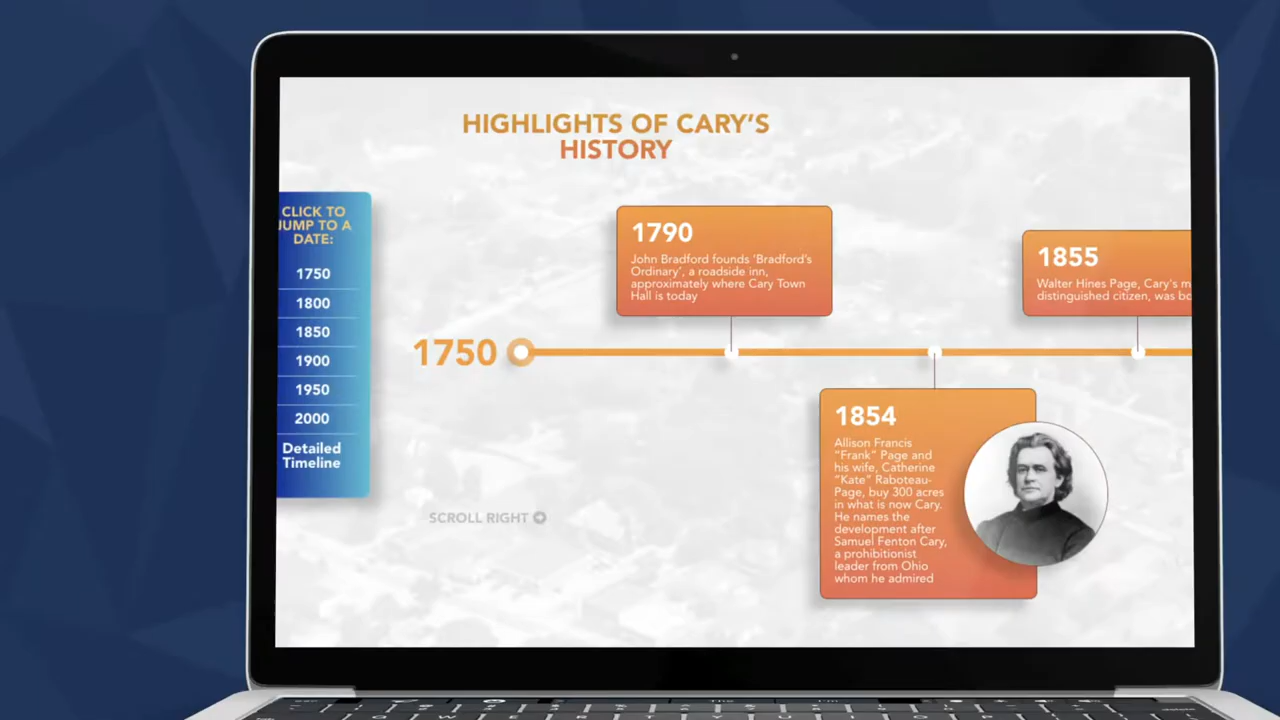 HIGHLIGHTS OF CARY'S
HISTORY
CLICK TO
JUMP TO A
DATE:
1750
1800
1850
1900
1950
2000
Detailed
Timeline
1750
1790
John Bradford founds 'Bradford's
Ordinary', a roadside inn,
approximately where Cary Town
Hall is today
1854
Allison Francis
"Frank" Page and
his wife, Catherine
"Kate" Raboteau-
Page, buy 300 acres
in what is now Cary.
He names the
development after
Samuel Fenton Cary,
a prohibitionist
leader from Ohio
whom he admired
1855
Walter Hines Page, Cary's m
distinguished citizen, was bo
SCROLL RIGHT